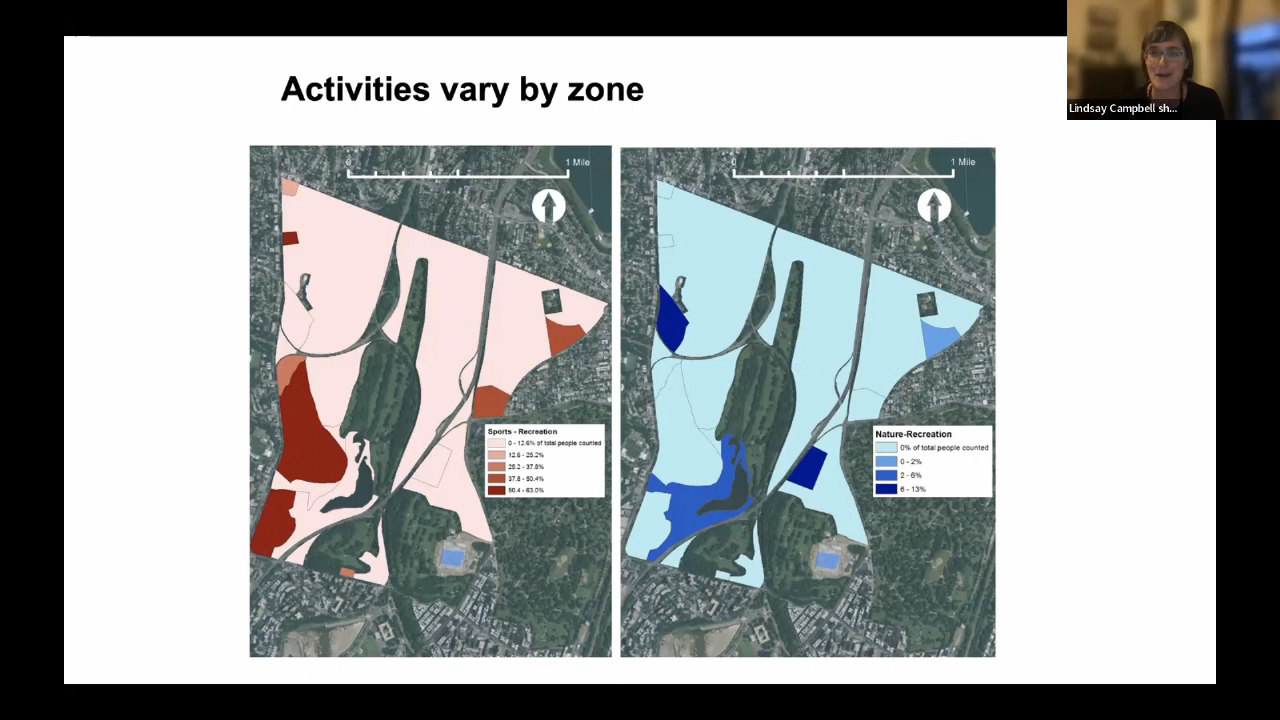 Activities vary by zone
Lindsay Campbell sh...
0 1 Mile
0 1 Mile
Sports - Recreation
0 - 12.6% of total people counted
12.6 - 25.2%
25.2 - 37.8%
37.8 - 50.4%
50.4 - 63.0%
Nature-Recreation
0% of total people counted
0 - 2%
2 - 6%
6 - 13%